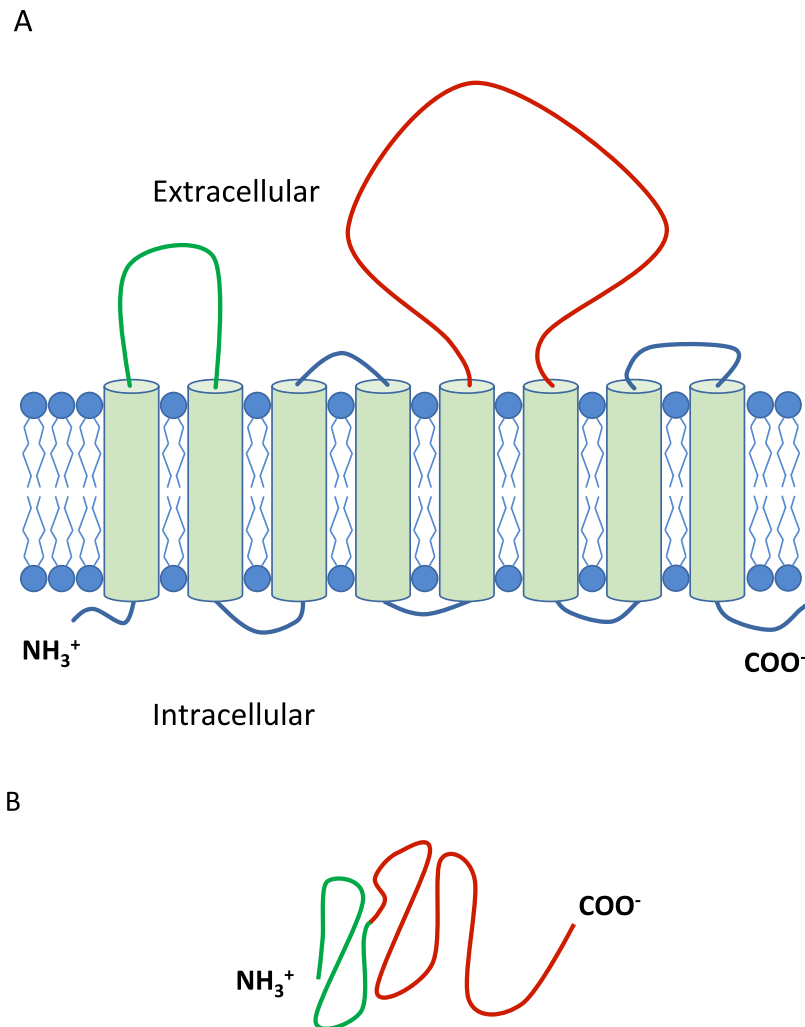 A
Extracellular
NH₃⁺
COO⁻
Intracellular
B
COO⁻
NH₃⁺